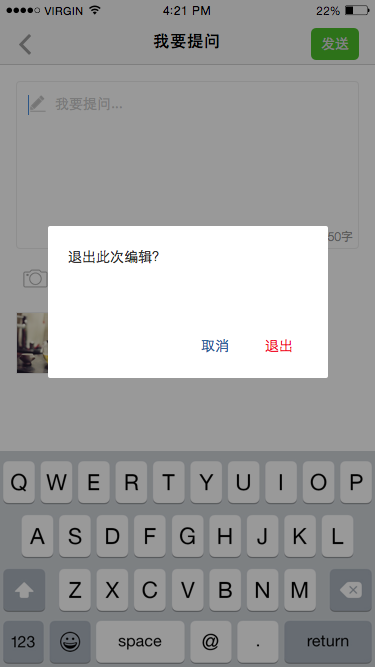 VIRGIN 4:21 PM 22%
我要提问 发送
我要提问...
50字
退出此次编辑?
取消 退出
Q W E R T Y U I O P
A S D F G H J K L
Z X C V B N M
123 space @ . return